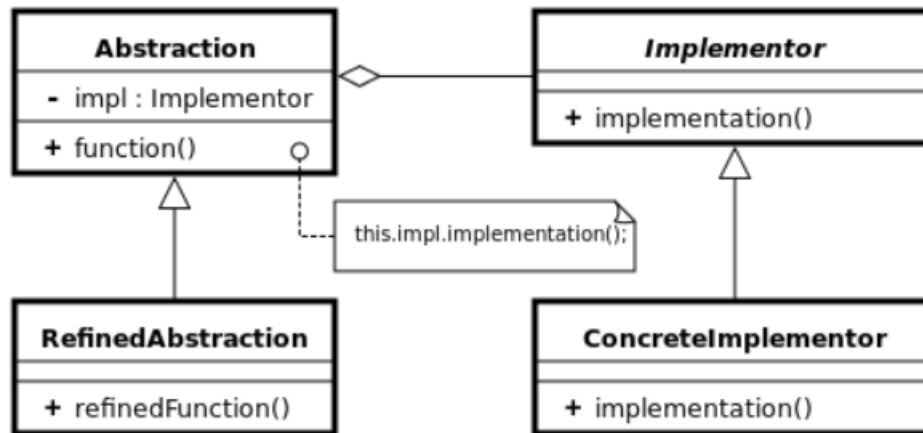 Abstraction
- impl : Implementor
+ function()
Implementor
+ implementation()
this.impl.implementation();
RefinedAbstraction
+ refinedFunction()
ConcreteImplementor
+ implementation()